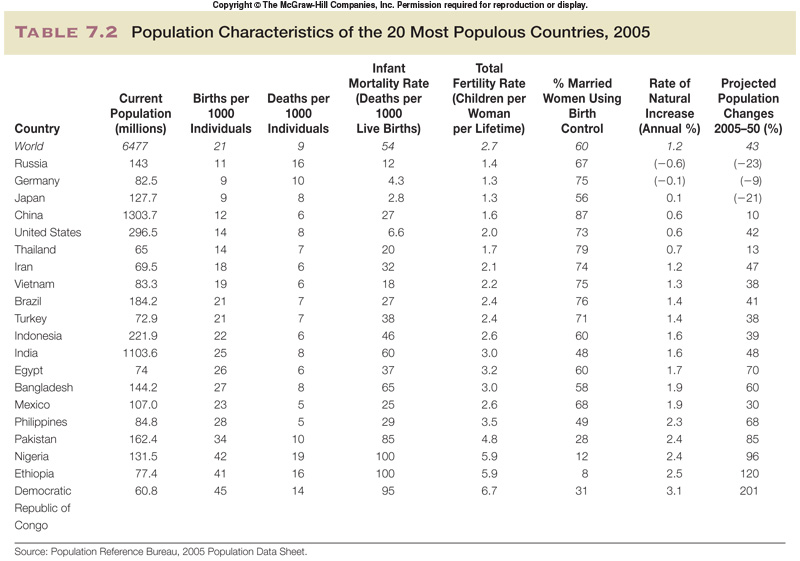 Copyright © The McGraw-Hill Companies, Inc. Permission required for reproduction or display.
TABLE 7.2 Population Characteristics of the 20 Most Populous Countries, 2005
Infant Total
Mortality Rate Fertility Rate % Married Rate of Projected
Current Births per Deaths per (Deaths per (Children per Women Using Natural Population
Population 1000 1000 1000 Woman Birth Increase Changes
Country (millions) Individuals Individuals Live Births) per Lifetime) Control (Annual %) 2005–50 (%)
World 6477 21 9 54 2.7 60 1.2 43
Russia 143 11 16 12 1.4 67 (−0.6) (−23)
Germany 82.5 9 10 4.3 1.3 75 (−0.1) (−9)
Japan 127.7 9 8 2.8 1.3 56 0.1 (−21)
China 1303.7 12 6 27 1.6 87 0.6 10
United States 296.5 14 8 6.6 2.0 73 0.6 42
Thailand 65 14 7 20 1.7 79 0.7 13
Iran 69.5 18 6 32 2.1 74 1.2 47
Vietnam 83.3 19 6 18 2.2 75 1.3 38
Brazil 184.2 21 7 27 2.4 76 1.4 41
Turkey 72.9 21 7 38 2.4 71 1.4 38
Indonesia 221.9 22 6 46 2.6 60 1.6 39
India 1103.6 25 8 60 3.0 48 1.6 48
Egypt 74 26 6 37 3.2 60 1.7 70
Bangladesh 144.2 27 8 65 3.0 58 1.9 60
Mexico 107.0 23 5 25 2.6 68 1.9 30
Philippines 84.8 28 5 29 3.5 49 2.3 68
Pakistan 162.4 34 10 85 4.8 28 2.4 85
Nigeria 131.5 42 19 100 5.9 12 2.4 96
Ethiopia 77.4 41 16 100 5.9 8 2.5 120
Democratic 60.8 45 14 95 6.7 31 3.1 201
Republic of
Congo
Source: Population Reference Bureau, 2005 Population Data Sheet.